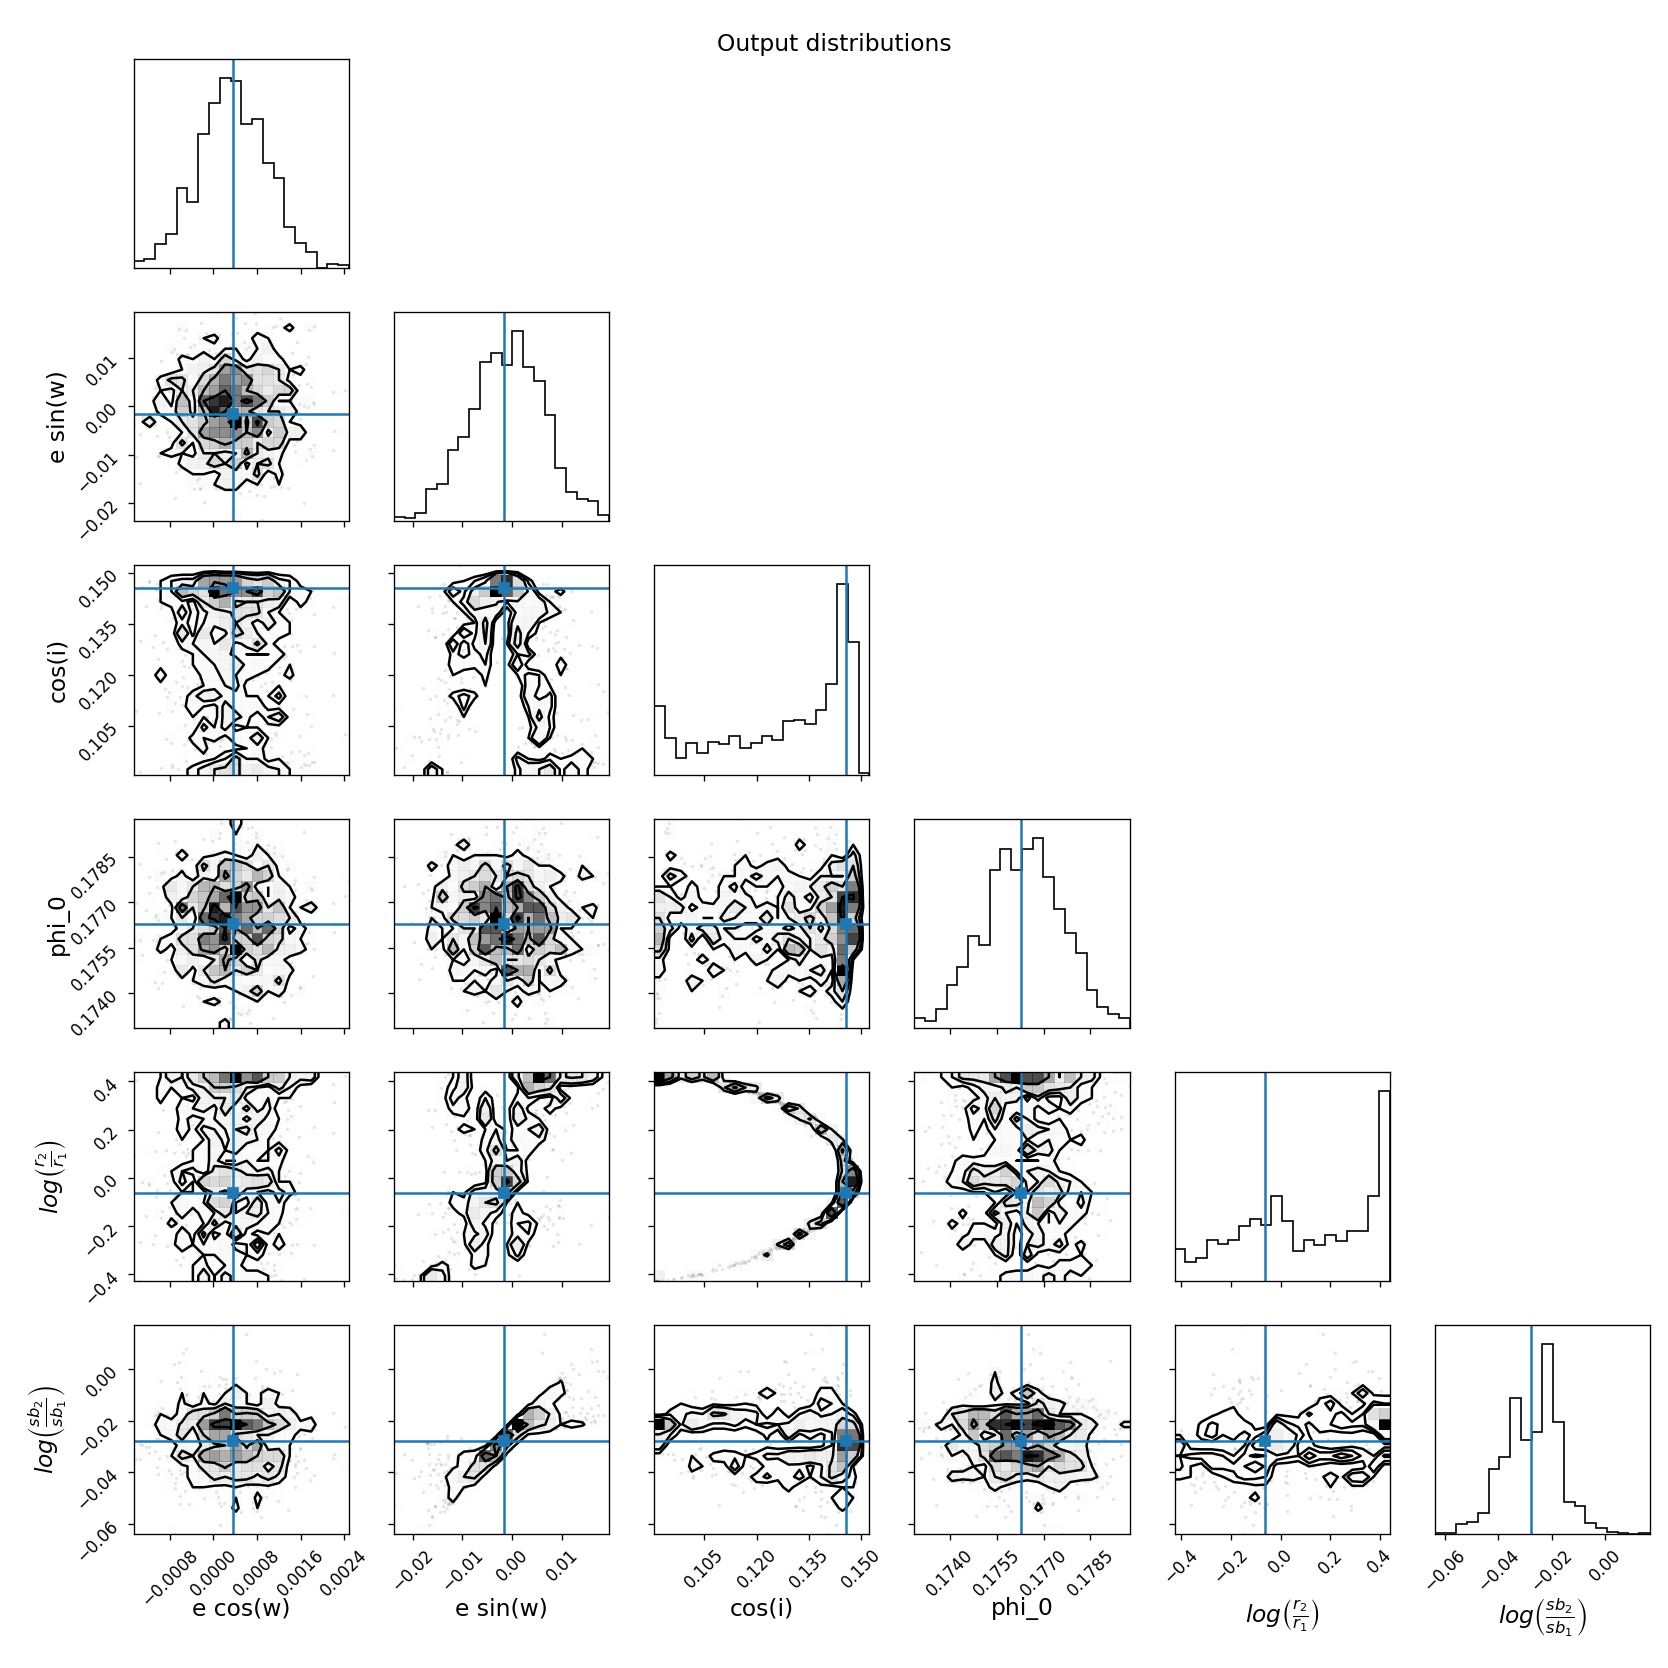 Output distributions
e sin(w)
0.01
0.00
−0.01
−0.02
cos(i)
0.150
0.135
0.120
0.105
phi_0
0.1785
0.1770
0.1755
0.1740
log(r₂/r₁)
0.4
0.2
0.0
−0.2
−0.4
log(sb₂/sb₁)
0.00
−0.02
−0.04
−0.06
−0.0008 0.0000 0.0008 0.0016 0.0024
−0.02 −0.01 0.00 0.01
0.105 0.120 0.135 0.150
0.1740 0.1755 0.1770 0.1785
−0.4 −0.2 0.0 0.2 0.4
−0.06 −0.04 −0.02 0.00
e cos(w)
e sin(w)
cos(i)
phi_0
log(r₂/r₁)
log(sb₂/sb₁)